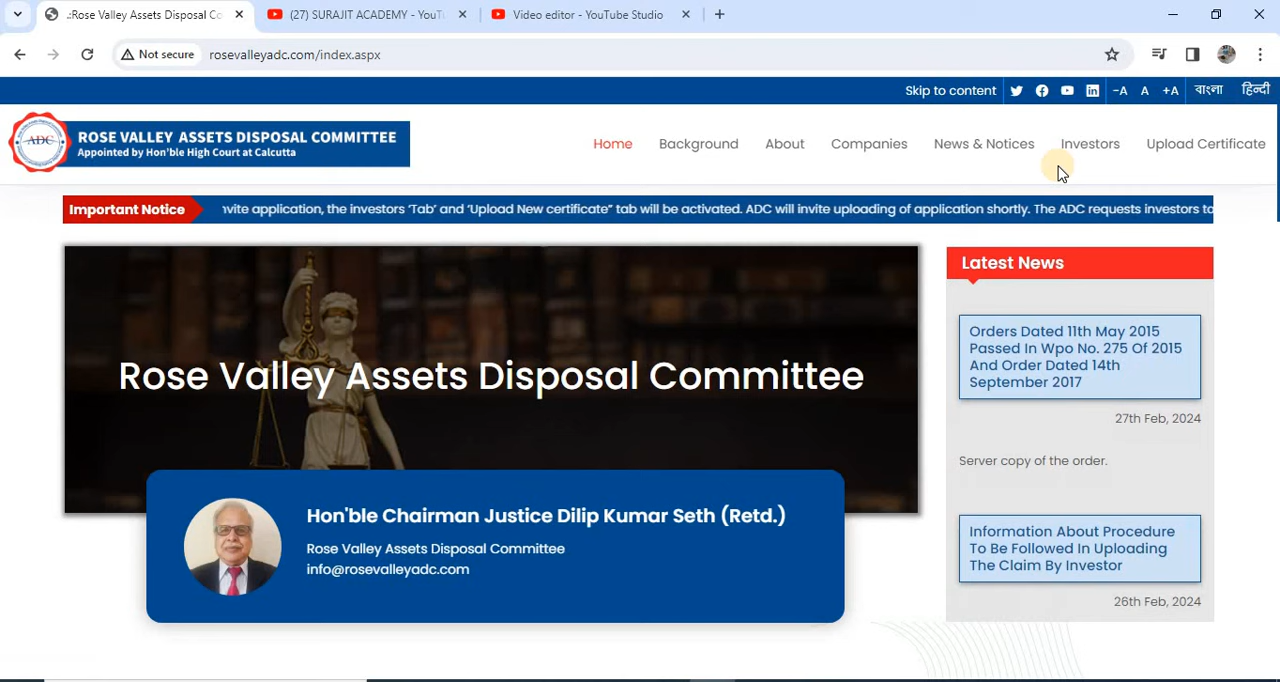 .:Rose Valley Assets Disposal Co
(27) SURAJIT ACADEMY - YouT
Video editor - YouTube Studio
Not secure
rosevalleyadc.com/index.aspx
Skip to content
-A
A
+A
বাংলা
हिन्दी
ADC
ROSE VALLEY ASSETS DISPOSAL COMMITTEE
Appointed by Hon'ble High Court at Calcutta
Home
Background
About
Companies
News & Notices
Investors
Upload Certificate
Important Notice
nvite application, the investors 'Tab' and 'Upload New certificate" tab will be activated. ADC will invite uploading of application shortly. The ADC requests investors to
Rose Valley Assets Disposal Committee
Hon'ble Chairman Justice Dilip Kumar Seth (Retd.)
Rose Valley Assets Disposal Committee
info@rosevalleyadc.com
Latest News
Orders Dated 11th May 2015
Passed In Wpo No. 275 Of 2015
And Order Dated 14th
September 2017
27th Feb, 2024
Server copy of the order.
Information About Procedure
To Be Followed In Uploading
The Claim By Investor
26th Feb, 2024